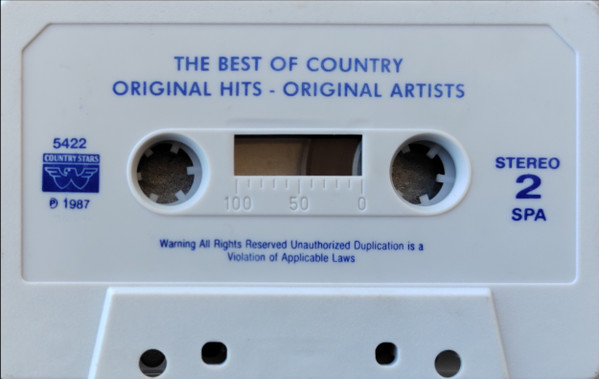 THE BEST OF COUNTRY
ORIGINAL HITS - ORIGINAL ARTISTS
5422
COUNTRY STARS
℗ 1987
STEREO
2
SPA
100 50 0
Warning All Rights Reserved Unauthorized Duplication is a
Violation of Applicable Laws